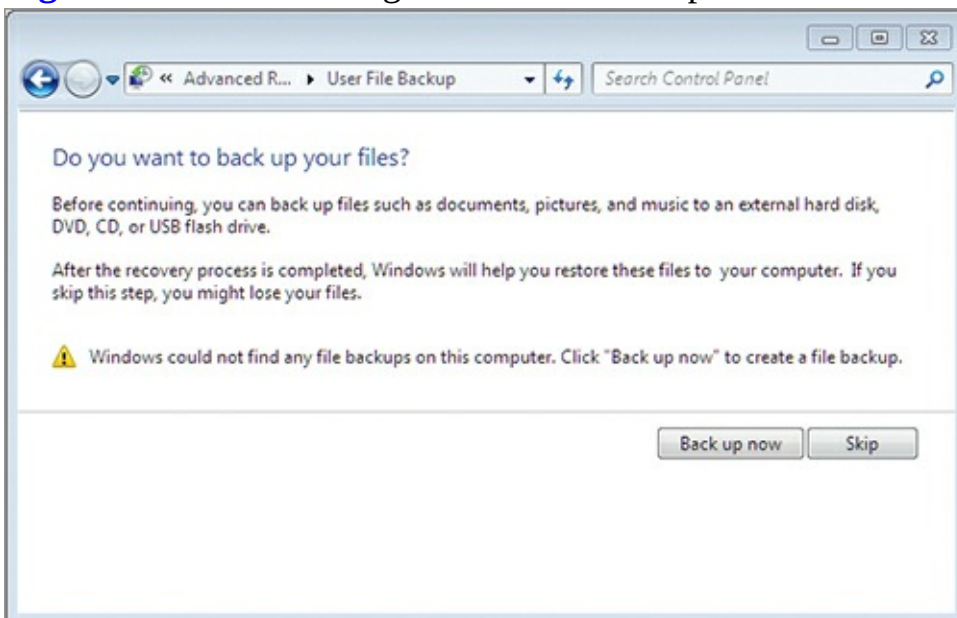 « Advanced R... ▸ User File Backup
Search Control Panel
Do you want to back up your files?
Before continuing, you can back up files such as documents, pictures, and music to an external hard disk,
DVD, CD, or USB flash drive.
After the recovery process is completed, Windows will help you restore these files to your computer. If you
skip this step, you might lose your files.
Windows could not find any file backups on this computer. Click "Back up now" to create a file backup.
Back up now
Skip